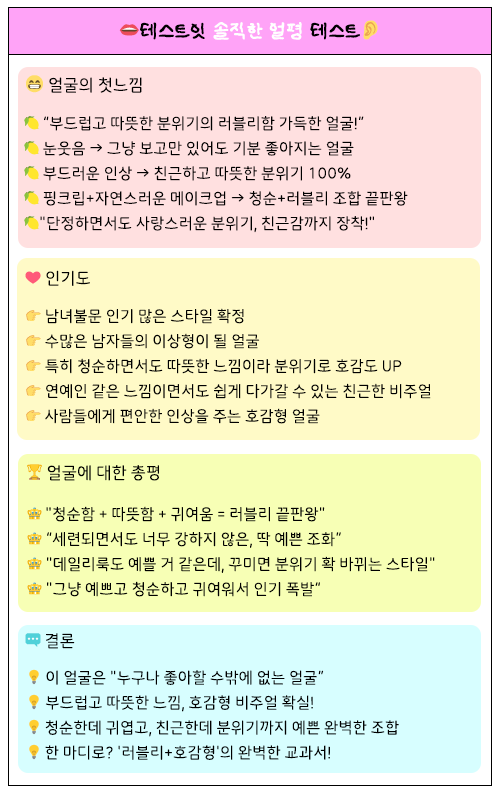 👄테스트잇 솔직한 얼평 테스트👂
😁 얼굴의 첫느낌
🍋 “부드럽고 따뜻한 분위기의 러블리함 가득한 얼굴!”
🍋 눈웃음 → 그냥 보고만 있어도 기분 좋아지는 얼굴
🍋 부드러운 인상 → 친근하고 따뜻한 분위기 100%
🍋 핑크립+자연스러운 메이크업 → 청순+러블리 조합 끝판왕
🍋"단정하면서도 사랑스러운 분위기, 친근감까지 장착!"
❤️ 인기도
👉 남녀불문 인기 많은 스타일 확정
👉 수많은 남자들의 이상형이 될 얼굴
👉 특히 청순하면서도 따뜻한 느낌이라 분위기로 호감도 UP
👉 연예인 같은 느낌이면서도 쉽게 다가갈 수 있는 친근한 비주얼
👉 사람들에게 편안한 인상을 주는 호감형 얼굴
🏆 얼굴에 대한 총평
👑 "청순함 + 따뜻함 + 귀여움 = 러블리 끝판왕"
👑 “세련되면서도 너무 강하지 않은, 딱 예쁜 조화”
👑 "데일리룩도 예쁠 거 같은데, 꾸미면 분위기 확 바뀌는 스타일"
👑 "그냥 예쁘고 청순하고 귀여워서 인기 폭발”
💬 결론
💡 이 얼굴은 "누구나 좋아할 수밖에 없는 얼굴”
💡 부드럽고 따뜻한 느낌, 호감형 비주얼 확실!
💡 청순한데 귀엽고, 친근한데 분위기까지 예쁜 완벽한 조합
💡 한 마디로? '러블리+호감형'의 완벽한 교과서!